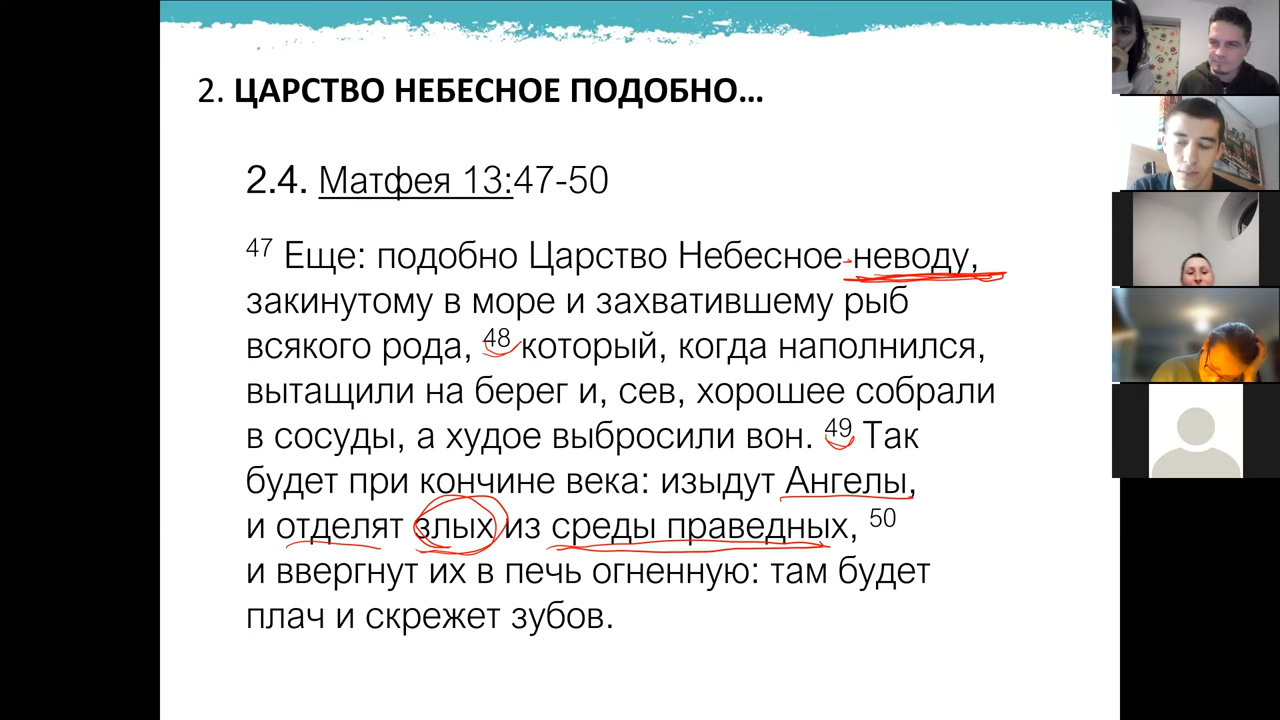 2. ЦАРСТВО НЕБЕСНОЕ ПОДОБНО…
2.4. Матфея 13:47-50
47 Еще: подобно Царство Небесное неводу,
закинутому в море и захватившему рыб
всякого рода, 48 который, когда наполнился,
вытащили на берег и, сев, хорошее собрали
в сосуды, а худое выбросили вон. 49 Так
будет при кончине века: изыдут Ангелы,
и отделят злых из среды праведных, 50
и ввергнут их в печь огненную: там будет
плач и скрежет зубов.